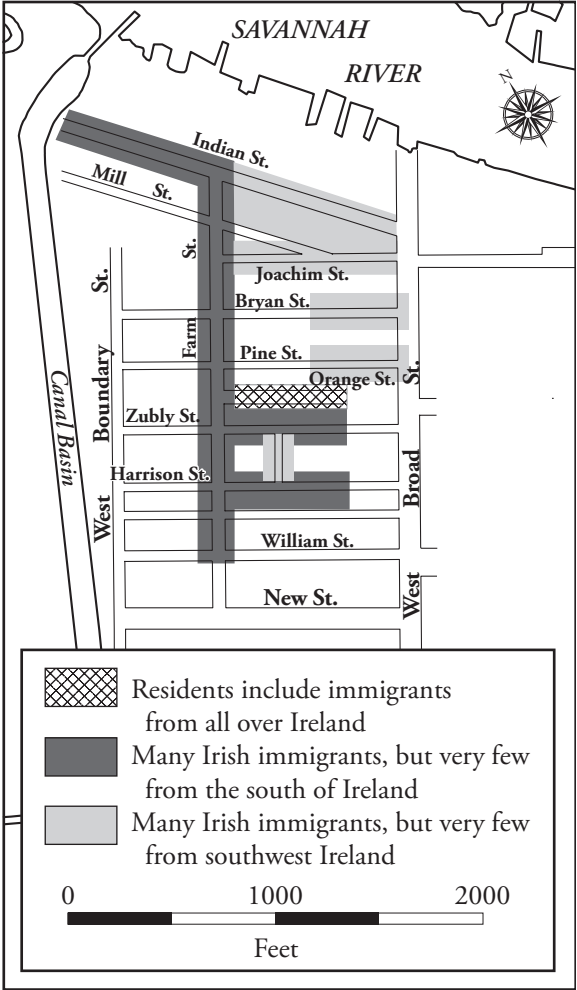 SAVANNAH
RIVER
N
Indian St.
Mill St.
St.
Joachim St.
St.
Bryan St.
Farm
Pine St.
Boundary
Orange St.
St.
Canal Basin
Zubly St.
Harrison St.
Broad
West
William St.
New St.
West
Residents include immigrants
from all over Ireland
Many Irish immigrants, but very few
from the south of Ireland
Many Irish immigrants, but very few
from southwest Ireland
0 1000 2000
Feet